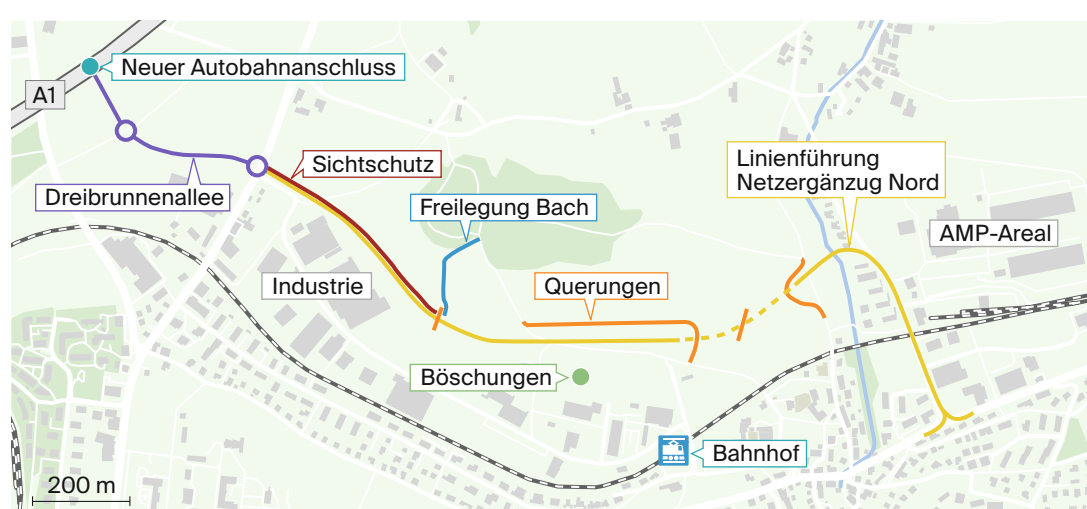 Neuer Autobahnanschluss
A1
Sichtschutz
Linienführung
Netzergänzug Nord
Dreibrunnenallee
Freilegung Bach
AMP-Areal
Industrie
Querungen
Böschungen
Bahnhof
200 m